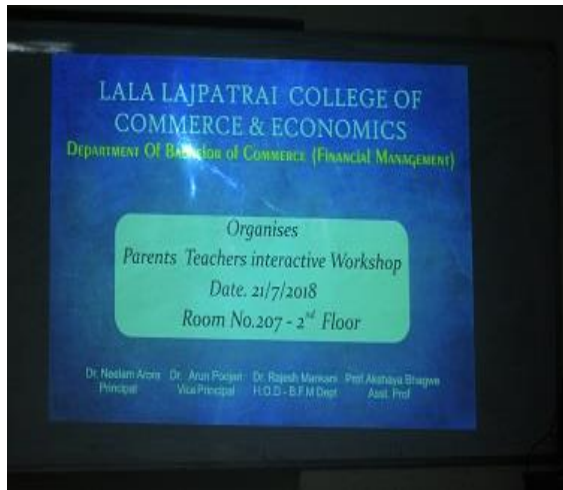 LALA LAJPATRAI COLLEGE OF
COMMERCE & ECONOMICS
Department Of Bachelor of Commerce (Financial Management)
Organises
Parents Teachers interactive Workshop
Date. 21/7/2018
Room No.207 - 2nd Floor
Dr. Neelam Arora Dr. Arun Poojari Dr. Rajesh Mankani Prof.Akshaya Bhagwe
Principal Vice Principal H.O.D - B.F.M Dept Asst. Prof